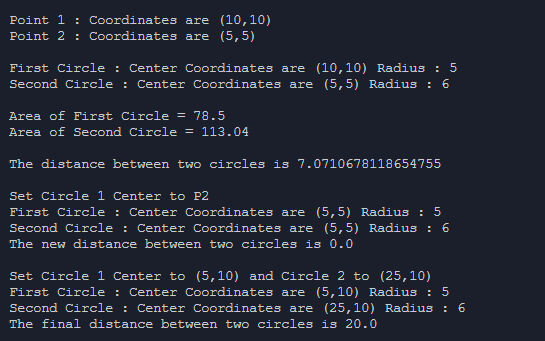 Point 1 : Coordinates are (10,10)
Point 2 : Coordinates are (5,5)
First Circle : Center Coordinates are (10,10) Radius : 5
Second Circle : Center Coordinates are (5,5) Radius : 6
Area of First Circle = 78.5
Area of Second Circle = 113.04
The distance between two circles is 7.0710678118654755
Set Circle 1 Center to P2
First Circle : Center Coordinates are (5,5) Radius : 5
Second Circle : Center Coordinates are (5,5) Radius : 6
The new distance between two circles is 0.0
Set Circle 1 Center to (5,10) and Circle 2 to (25,10)
First Circle : Center Coordinates are (5,10) Radius : 5
Second Circle : Center Coordinates are (25,10) Radius : 6
The final distance between two circles is 20.0